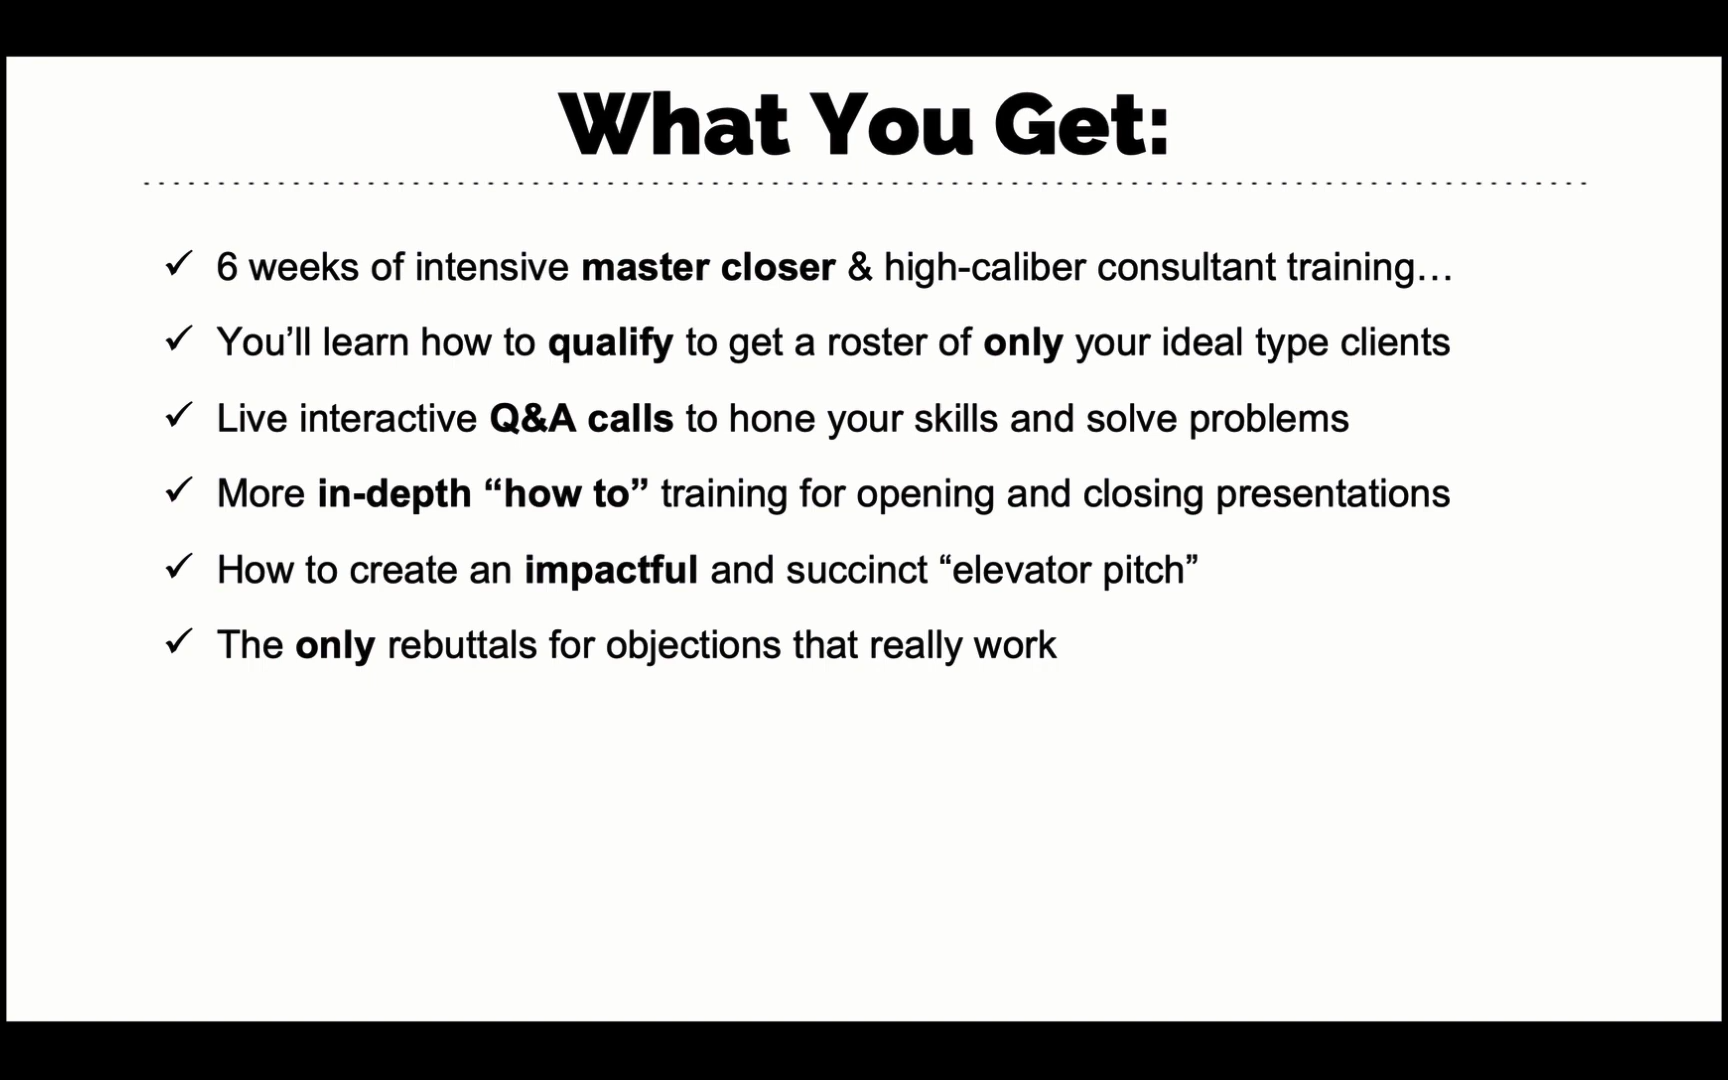 What You Get:
✓ 6 weeks of intensive master closer & high-caliber consultant training…
✓ You’ll learn how to qualify to get a roster of only your ideal type clients
✓ Live interactive Q&A calls to hone your skills and solve problems
✓ More in-depth “how to” training for opening and closing presentations
✓ How to create an impactful and succinct “elevator pitch”
✓ The only rebuttals for objections that really work